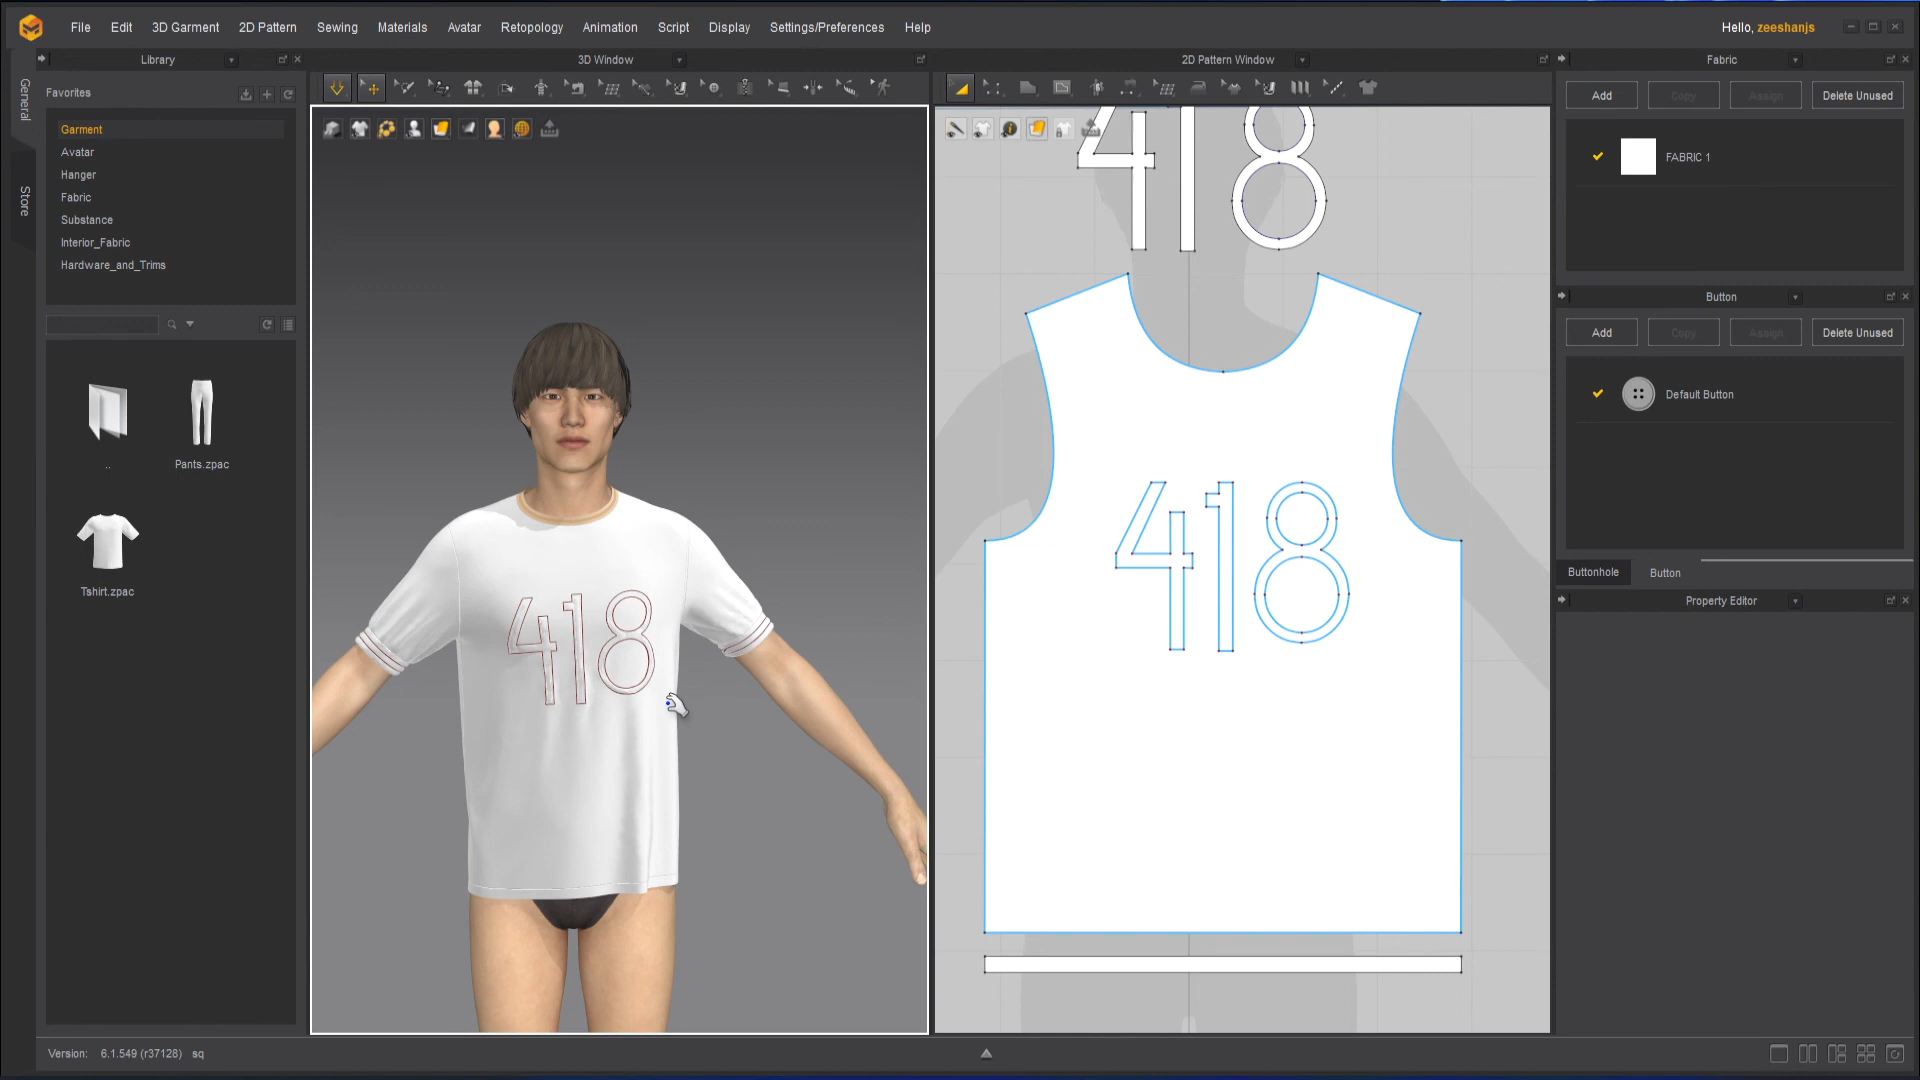 File Edit 3D Garment 2D Pattern Sewing Materials Avatar Retopology Animation Script Display Settings/Preferences Help
Hello, zeeshanjs
General
Store
Library
Favorites
Garment
Avatar
Hanger
Fabric
Substance
Interior_Fabric
Hardware_and_Trims
..
Pants.zpac
Tshirt.zpac
3D Window
418
2D Pattern Window
418
418
Fabric
Add Copy Assign Delete Unused
FABRIC 1
Button
Add Copy Assign Delete Unused
Default Button
Buttonhole Button
Property Editor
Version: 6.1.549 (r37128) sq